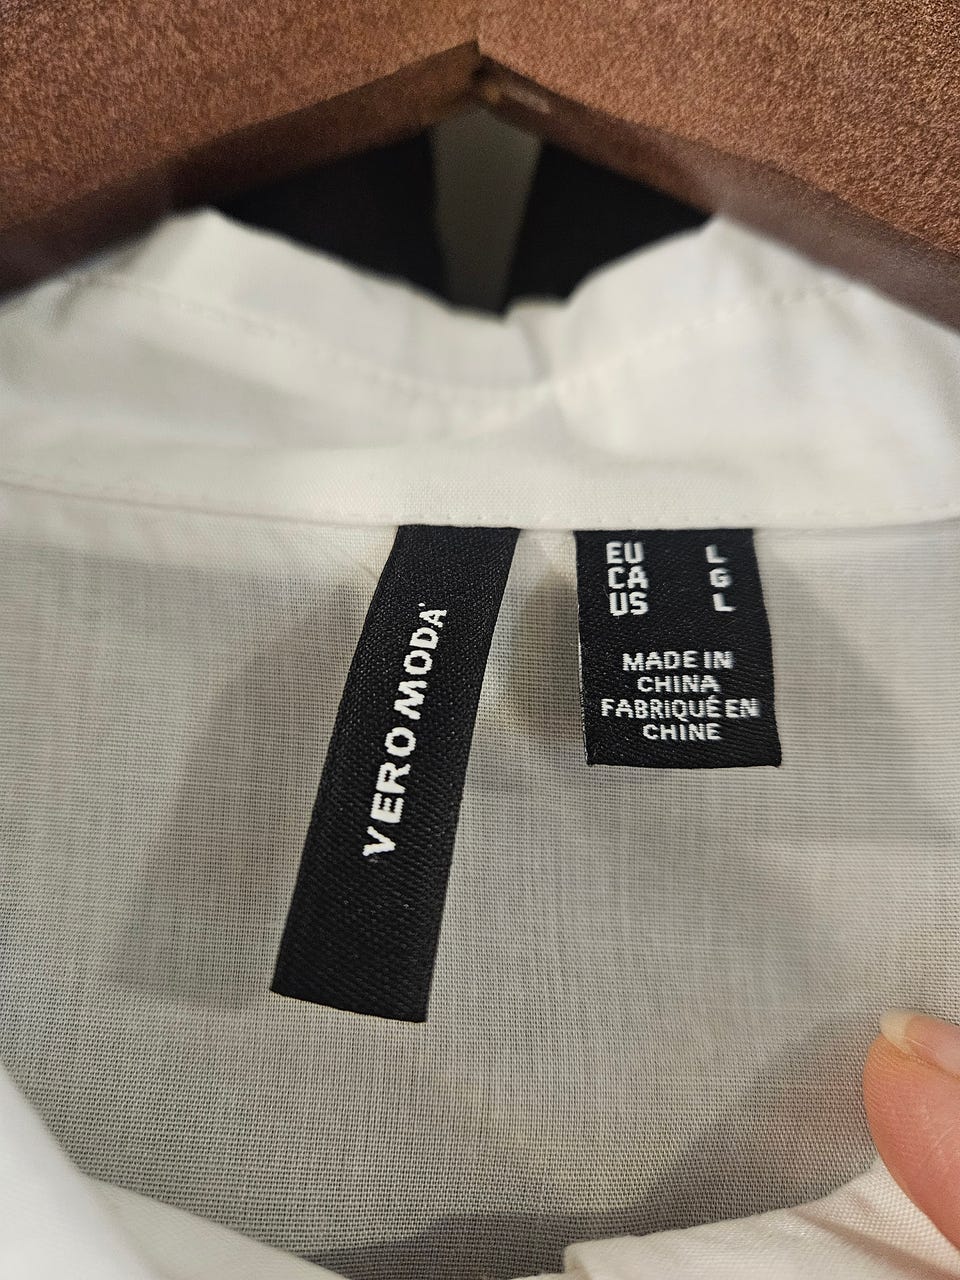 VERO MODA
EU L
CA G
US L
MADE IN
CHINA
FABRIQUÉ EN
CHINE